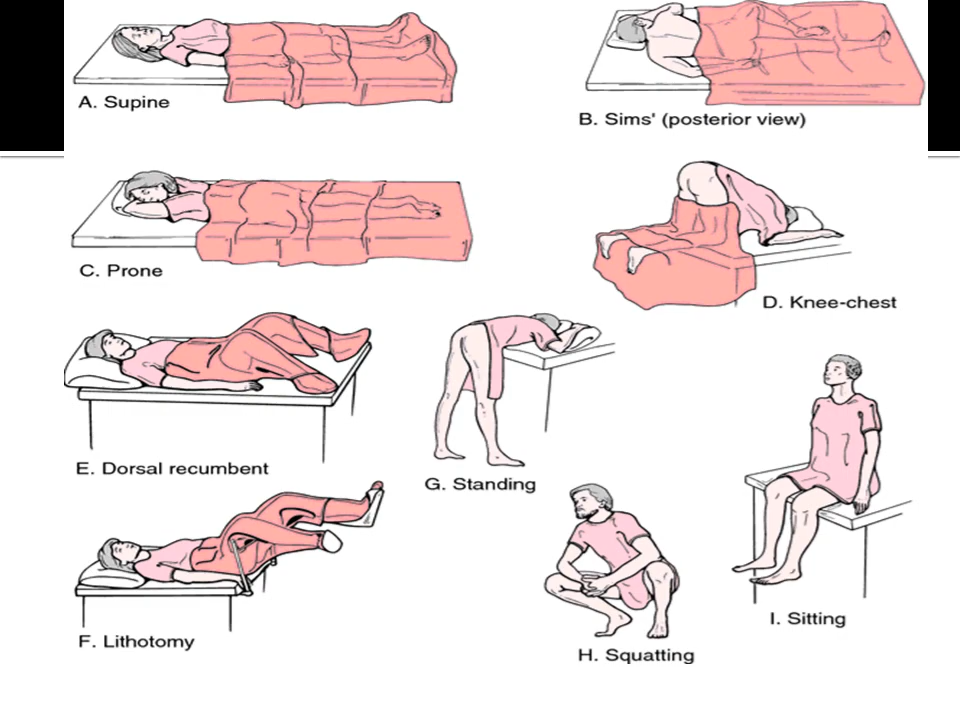 A. Supine
B. Sims' (posterior view)
C. Prone
D. Knee-chest
E. Dorsal recumbent
G. Standing
I. Sitting
F. Lithotomy
H. Squatting